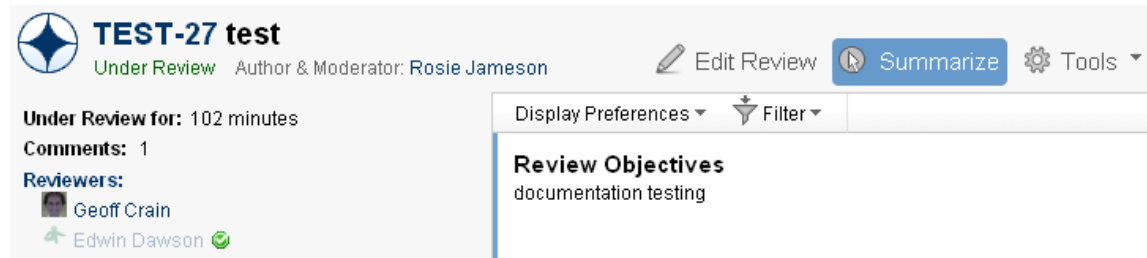 TEST-27 test
Under Review Author & Moderator: Rosie Jameson
Edit Review Summarize Tools
Under Review for: 102 minutes
Comments: 1
Reviewers:
Geoff Crain
Edwin Dawson
Display Preferences Filter
Review Objectives
documentation testing